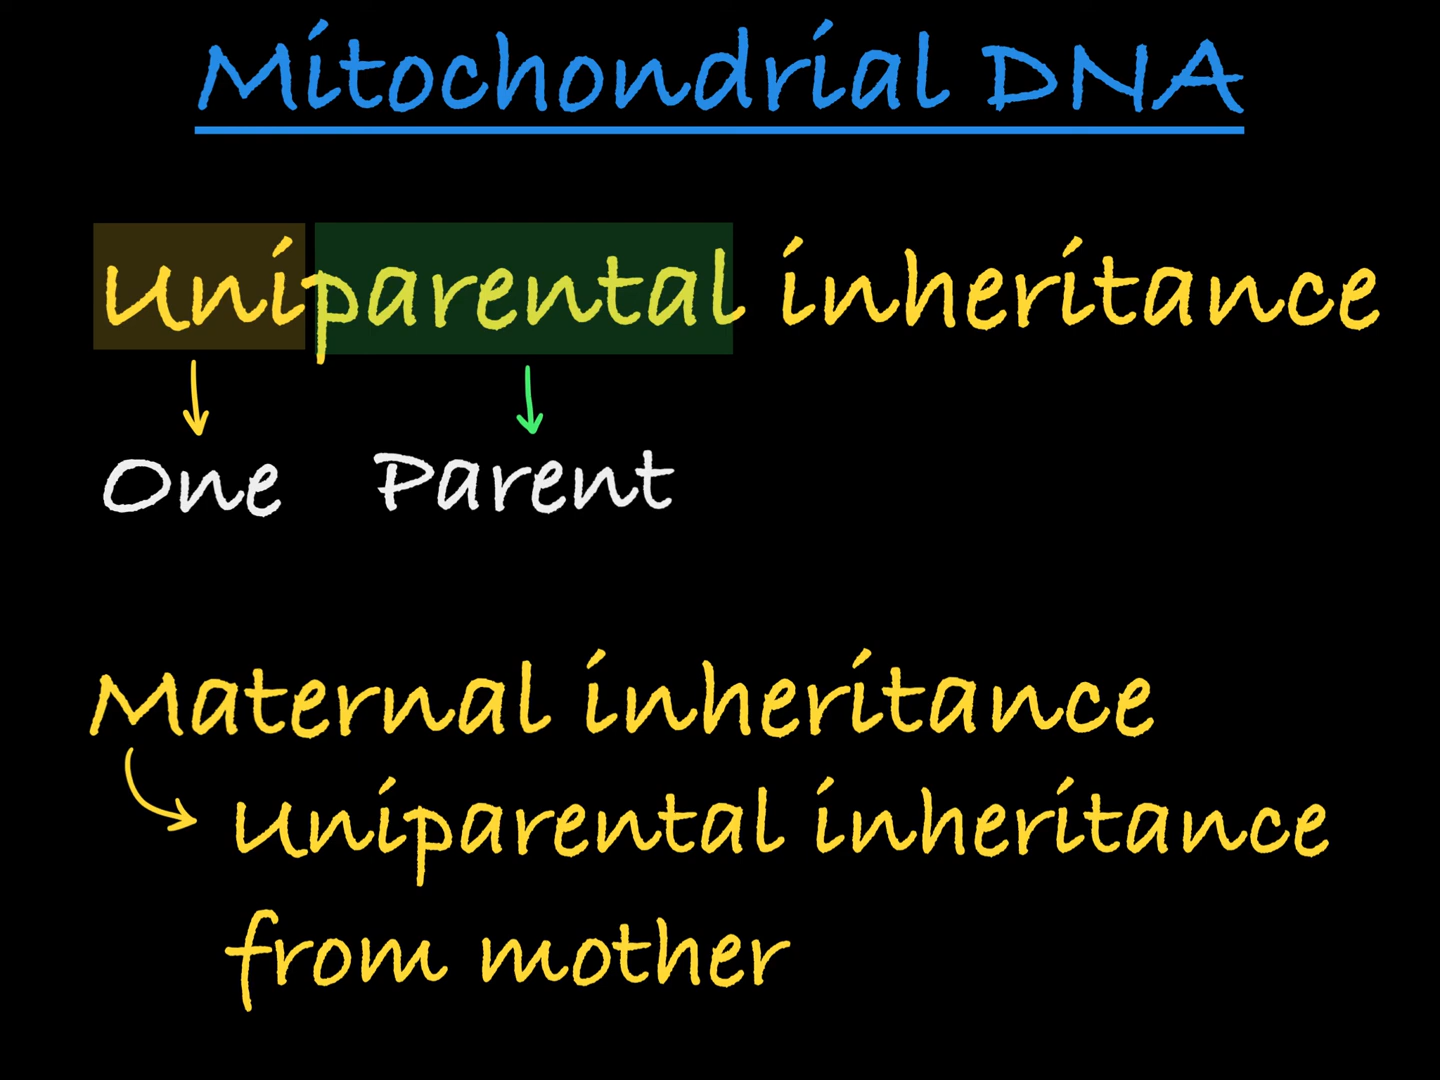 Mitochondrial DNA
Uniparental inheritance
One Parent
Maternal inheritance
Uniparental inheritance
from mother